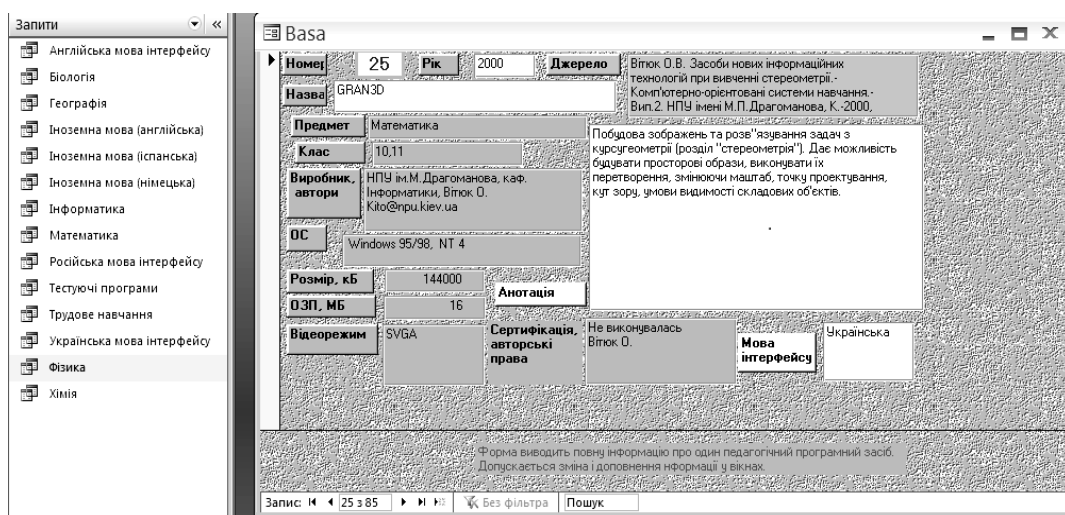 Запити
Англійська мова інтерфейсу
Біологія
Географія
Іноземна мова (англійська)
Іноземна мова (іспанська)
Іноземна мова (німецька)
Інформатика
Математика
Російська мова інтерфейсу
Тестуючі програми
Трудове навчання
Українська мова інтерфейсу
Фізика
Хімія
Basa
Номер 25 Рік 2000 Джерело
Вітюк О.В. Засоби нових інформаційних
технологій при вивченні стереометрії.-
Комп'ютерно-орієнтовані системи навчання.-
Вип.2. НПУ імені М.П.Драгоманова, К.-2000,
Назва GRAN3D
Предмет Математика
Клас 10,11
Виробник,
автори
НПУ ім.М.Драгоманова, каф.
Інформатики, Вітюк О.
Kito@npu.kiev.ua
ОС Windows 95/98, NT 4
Розмір, кБ 144000
ОЗП, МБ 16
Анотація
Побудова зображень та розв"язування задач з
курсугеометрії (розділ "стереометрія"). Дає можливість
будувати просторові образи, виконувати їх
перетворення, змінюючи маштаб, точку проектування,
кут зору, умови видимості складових об'єктів.
Відеорежим SVGA
Сертифікація,
авторські
права
Не виконувалась
Вітюк О.
Мова
інтерфейсу
Українська
Форма виводить повну інформацію про один педагогічний програмний засіб.
Допускається зміна і доповнення нформації у вікнах.
Запис: 25 з 85 Без фільтра Пошук